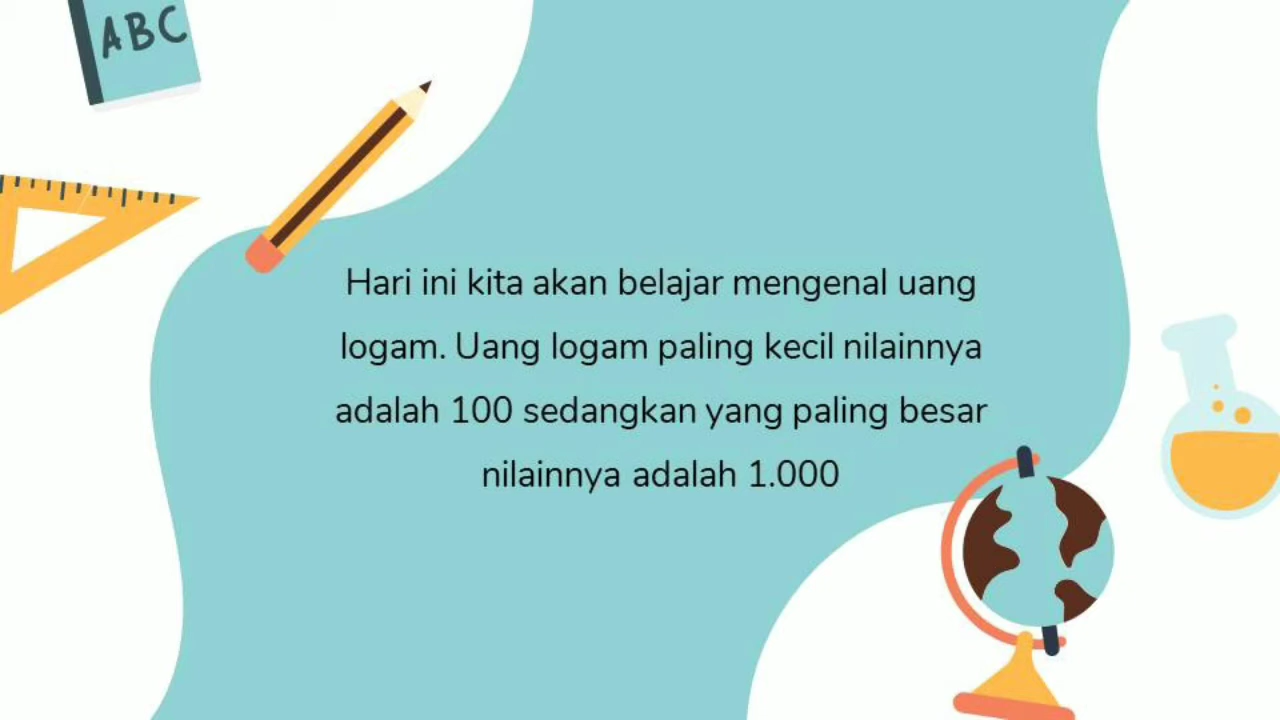 ABC
Hari ini kita akan belajar mengenal uang
logam. Uang logam paling kecil nilainnya
adalah 100 sedangkan yang paling besar
nilainnya adalah 1.000